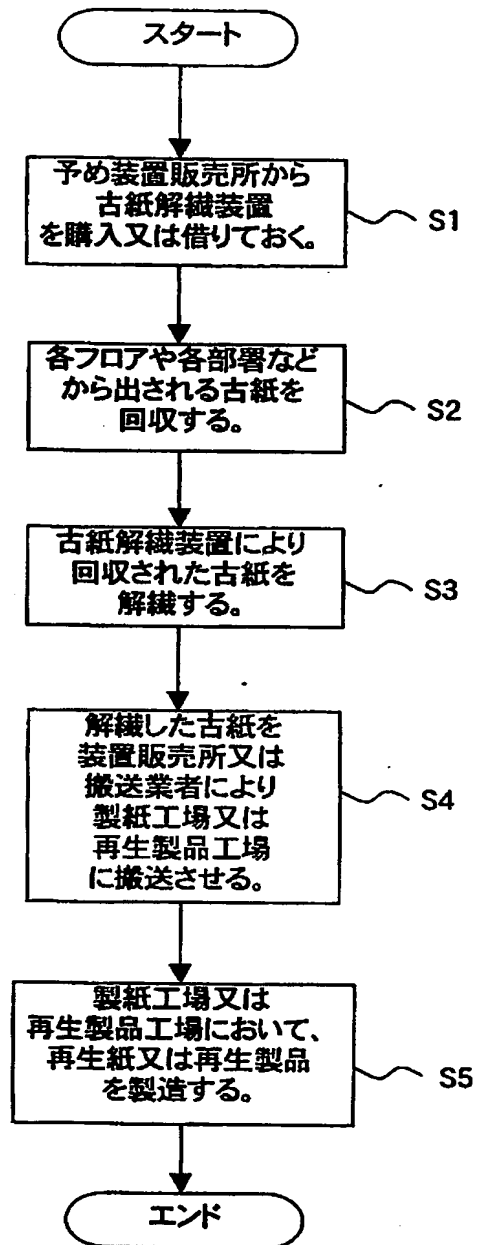 スタート
予め装置販売所から
古紙解繊装置
を購入又は借りておく。
S1
各フロアや各部署など
から出される古紙を
回収する。
S2
古紙解繊装置により
回収された古紙を
解繊する。
S3
解繊した古紙を
装置販売所又は
搬送業者により
製紙工場又は
再生製品工場
に搬送させる。
S4
製紙工場又は
再生製品工場において、
再生紙又は再生製品
を製造する。
S5
エンド